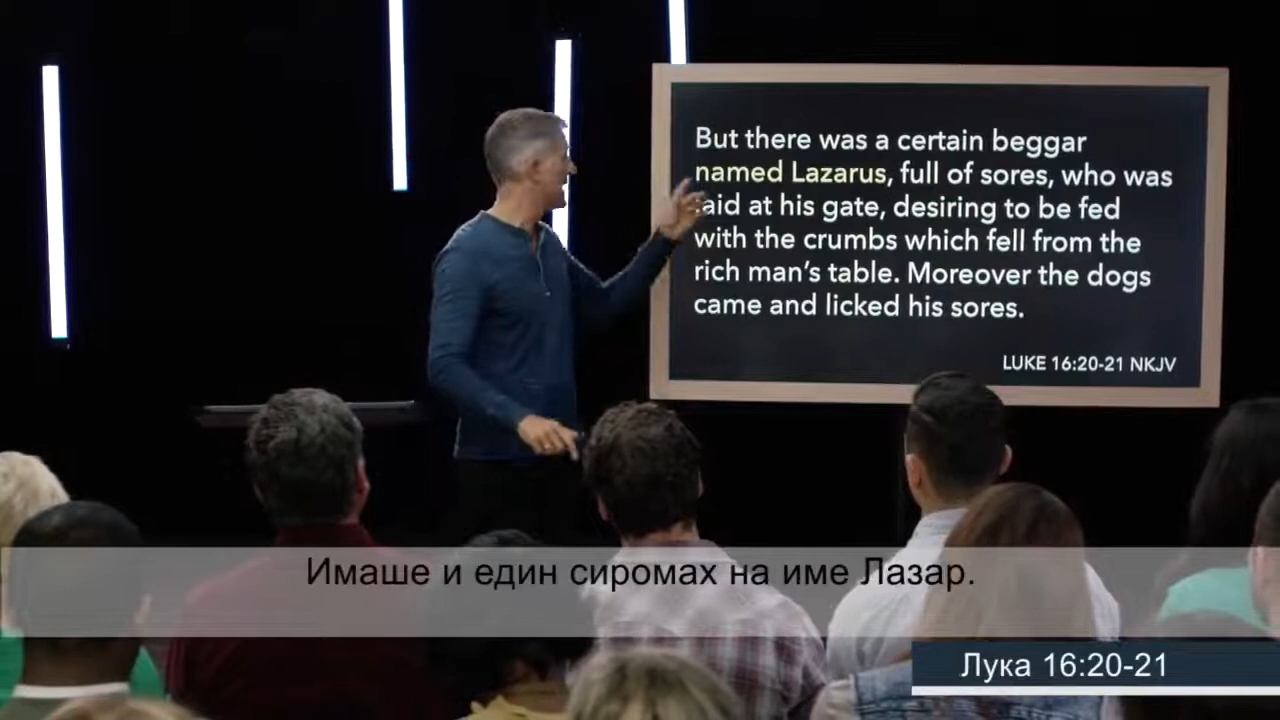 But there was a certain beggar
named Lazarus, full of sores, who was
laid at his gate, desiring to be fed
with the crumbs which fell from the
rich man's table. Moreover the dogs
came and licked his sores.
LUKE 16:20-21 NKJV
Имаше и един сиромах на име Лазар.
Лука 16:20-21